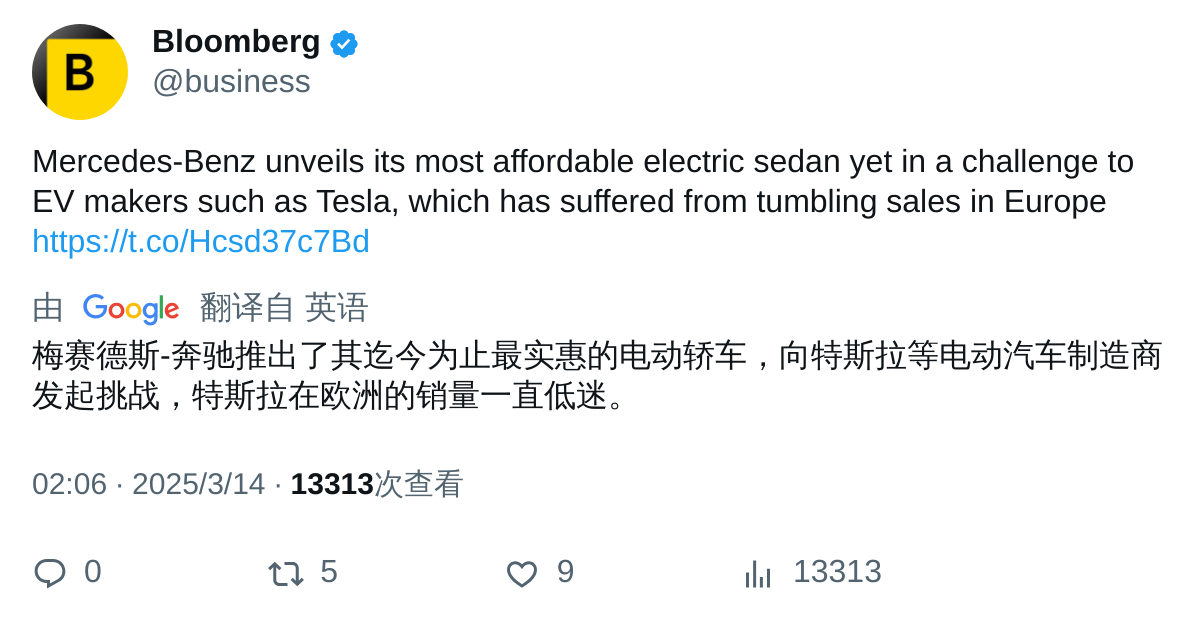 B
Bloomberg
@business
Mercedes-Benz unveils its most affordable electric sedan yet in a challenge to
EV makers such as Tesla, which has suffered from tumbling sales in Europe
https://t.co/Hcsd37c7Bd
由 Google 翻译自 英语
梅赛德斯-奔驰推出了其迄今为止最实惠的电动轿车，向特斯拉等电动汽车制造商
发起挑战，特斯拉在欧洲的销量一直低迷。
02:06 · 2025/3/14 · 13313次查看
0 5 9 13313